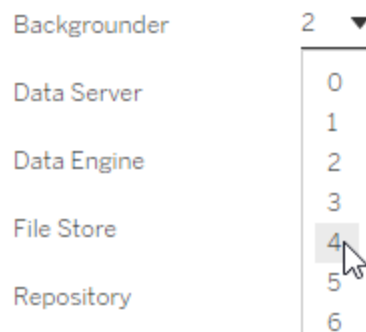 Backgrounder 2
0
Data Server
1
Data Engine 2
3
File Store
4
5
Repository
6